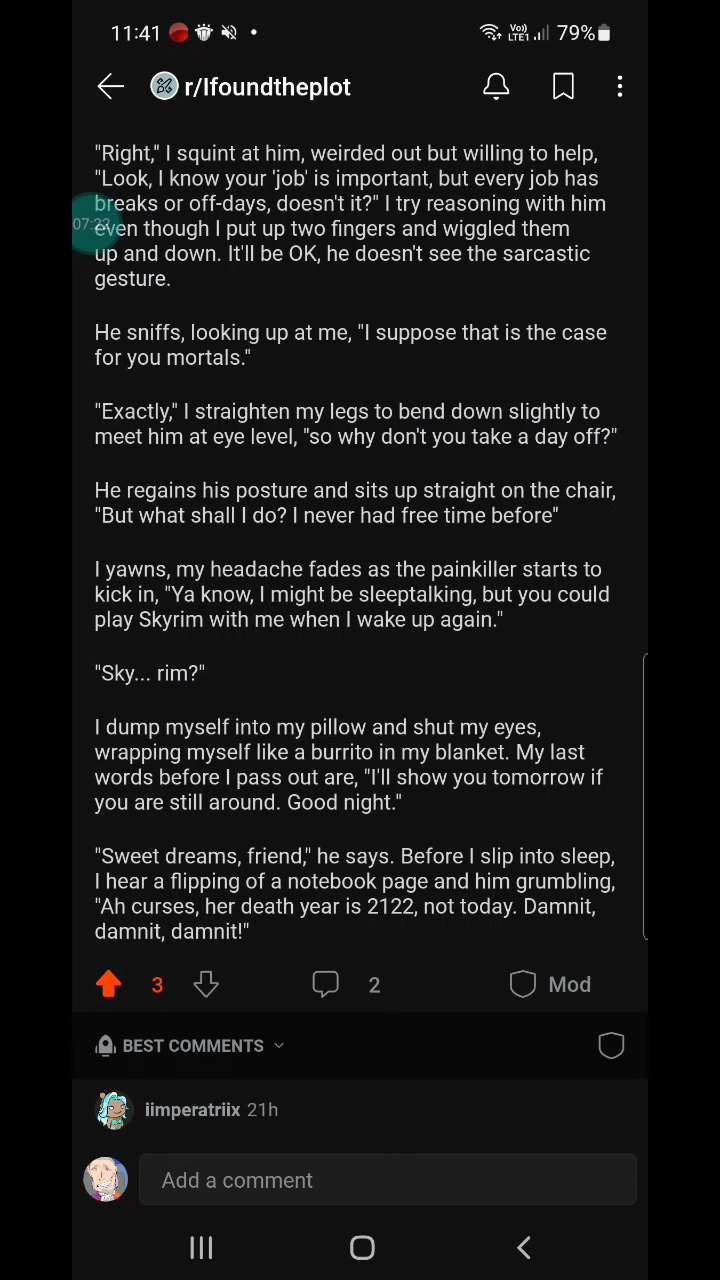 11:41
Vo)) LTE1 79%
r/Ifoundtheplot
"Right," I squint at him, weirded out but willing to help,
"Look, I know your 'job' is important, but every job has
breaks or off-days, doesn't it?" I try reasoning with him
07:22
even though I put up two fingers and wiggled them
up and down. It'll be OK, he doesn't see the sarcastic
gesture.
He sniffs, looking up at me, "I suppose that is the case
for you mortals."
"Exactly," I straighten my legs to bend down slightly to
meet him at eye level, "so why don't you take a day off?"
He regains his posture and sits up straight on the chair,
"But what shall I do? I never had free time before"
I yawns, my headache fades as the painkiller starts to
kick in, "Ya know, I might be sleeptalking, but you could
play Skyrim with me when I wake up again."
"Sky... rim?"
I dump myself into my pillow and shut my eyes,
wrapping myself like a burrito in my blanket. My last
words before I pass out are, "I'll show you tomorrow if
you are still around. Good night."
"Sweet dreams, friend," he says. Before I slip into sleep,
I hear a flipping of a notebook page and him grumbling,
"Ah curses, her death year is 2122, not today. Damnit,
damnit, damnit!"
3 2 Mod
BEST COMMENTS
iimperatriix 21h
Add a comment